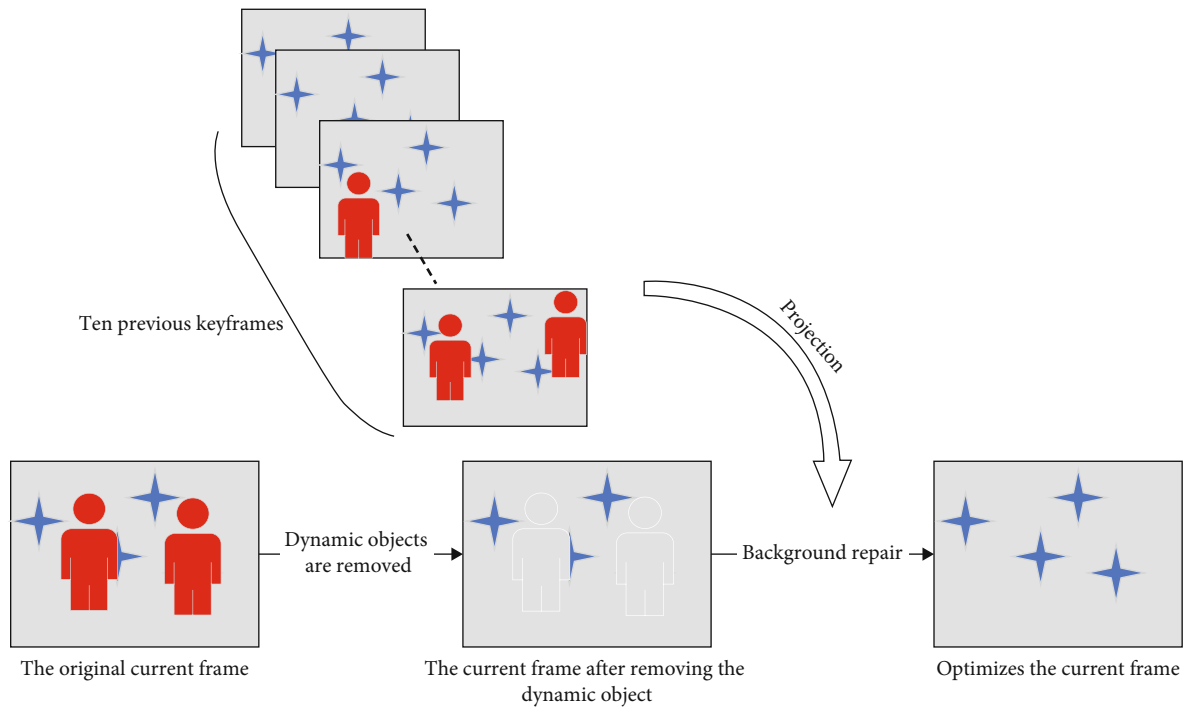 Ten previous keyframes
Projection
Dynamic objects
are removed
Background repair
The original current frame
The current frame after removing the
dynamic object
Optimizes the current frame